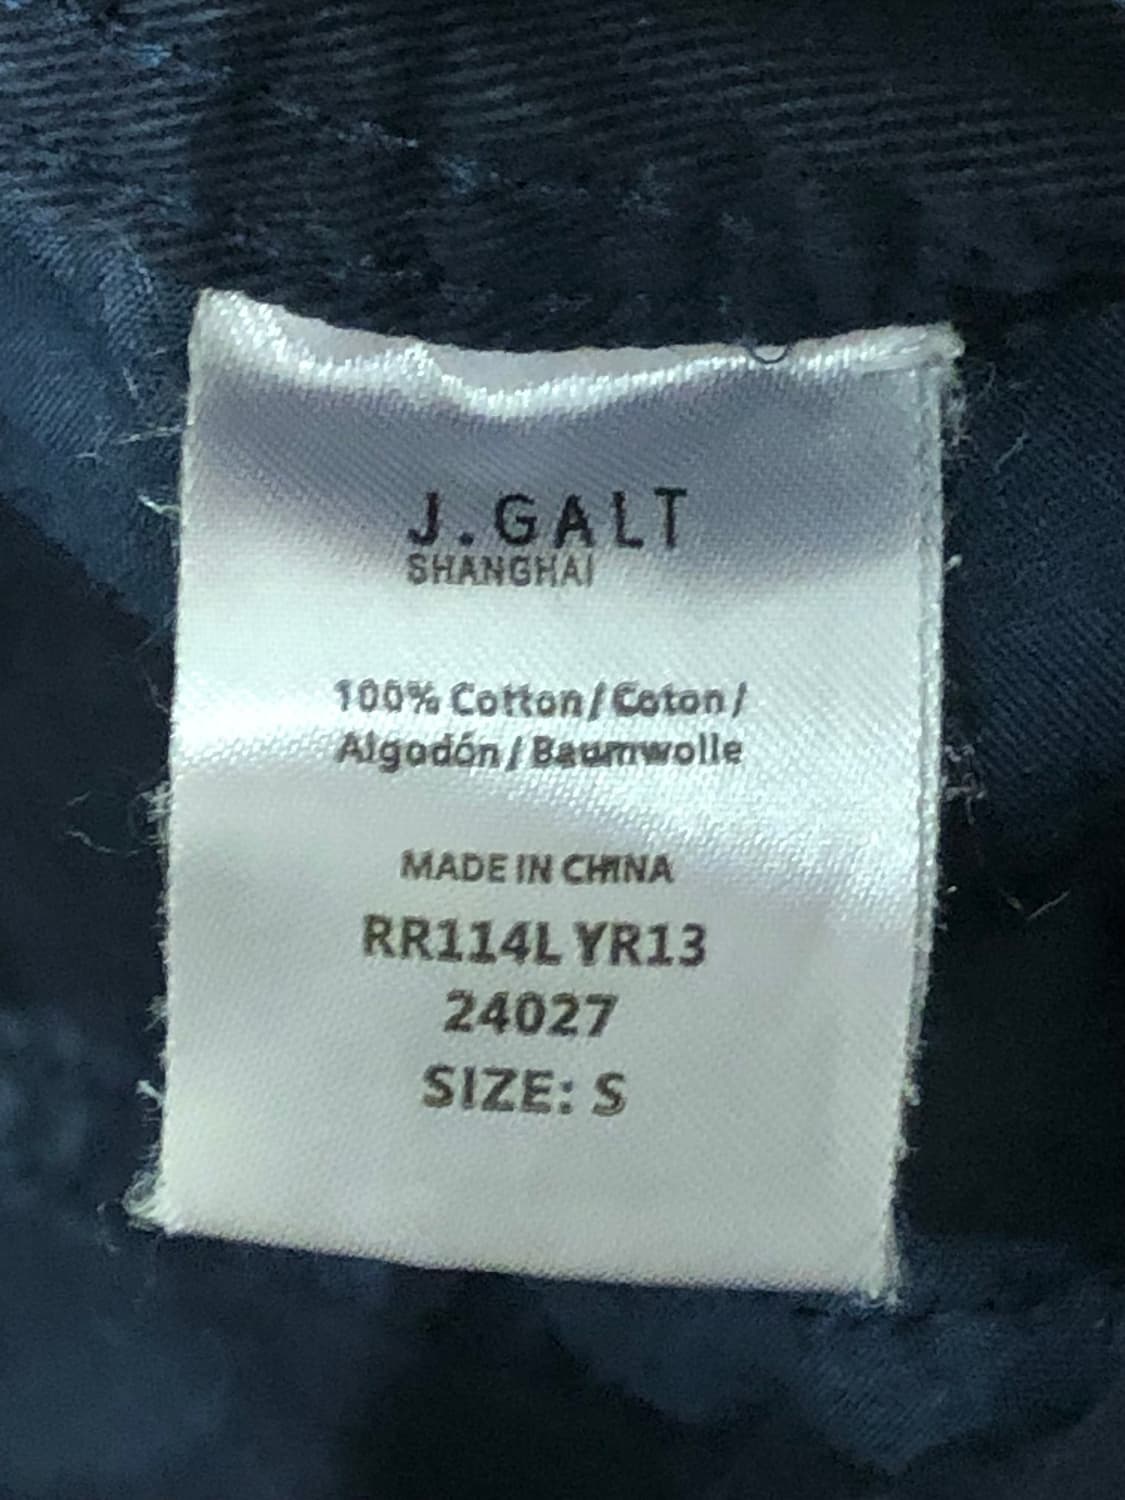 J.GALT
SHANGHAI
100% Cotton/Coton/
Algodón/Baumwolle
MADE IN CHINA
RR114L YR13
24027
SIZE: S